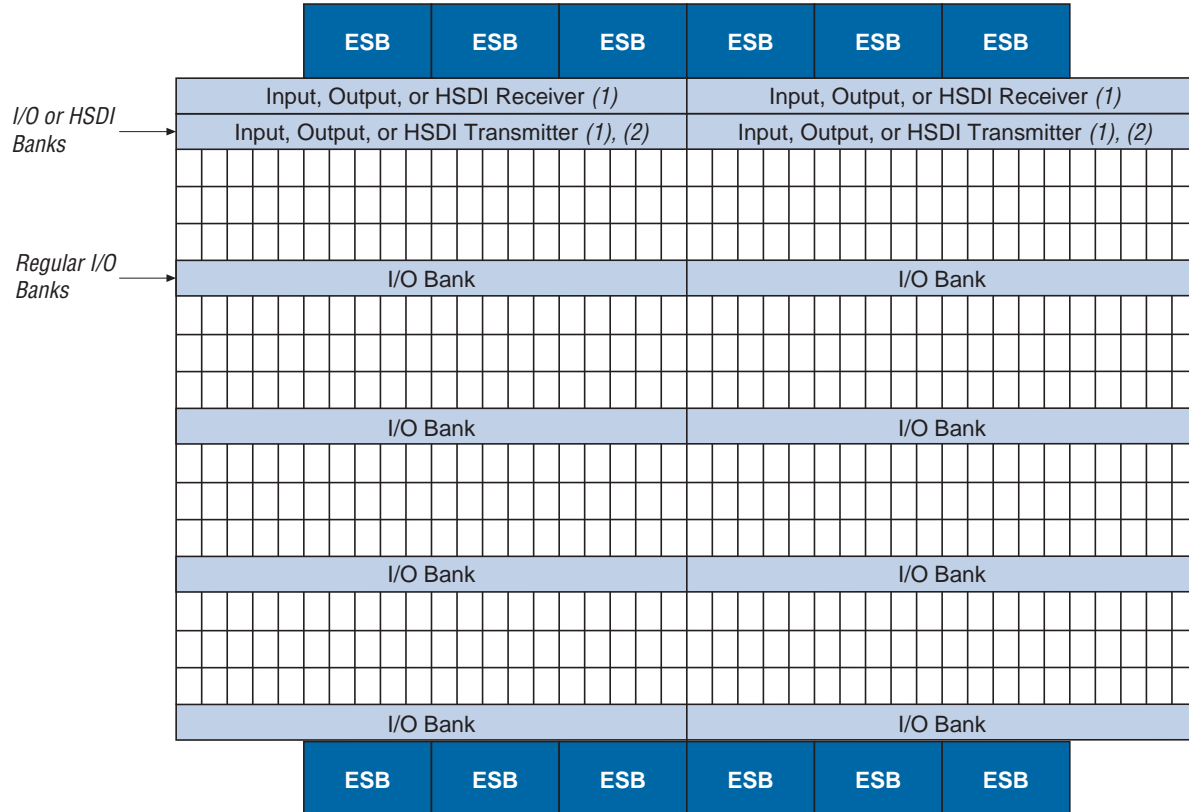 ESB ESB ESB ESB ESB ESB
Input, Output, or HSDI Receiver (1) Input, Output, or HSDI Receiver (1)
I/O or HSDI
Banks
Input, Output, or HSDI Transmitter (1), (2) Input, Output, or HSDI Transmitter (1), (2)
Regular I/O
Banks
I/O Bank I/O Bank
I/O Bank I/O Bank
I/O Bank I/O Bank
I/O Bank I/O Bank
ESB ESB ESB ESB ESB ESB